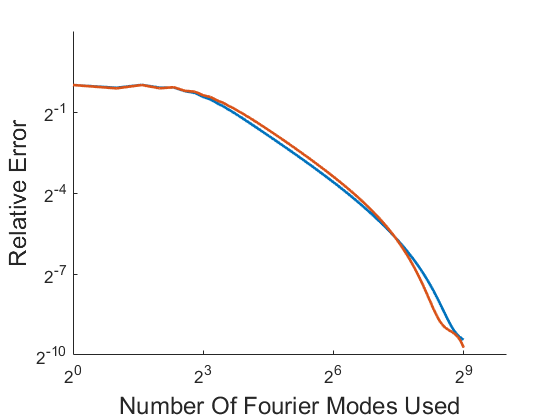 Relative Error
2^-1
2^-4
2^-7
2^-10
2^0 2^3 2^6 2^9
Number Of Fourier Modes Used